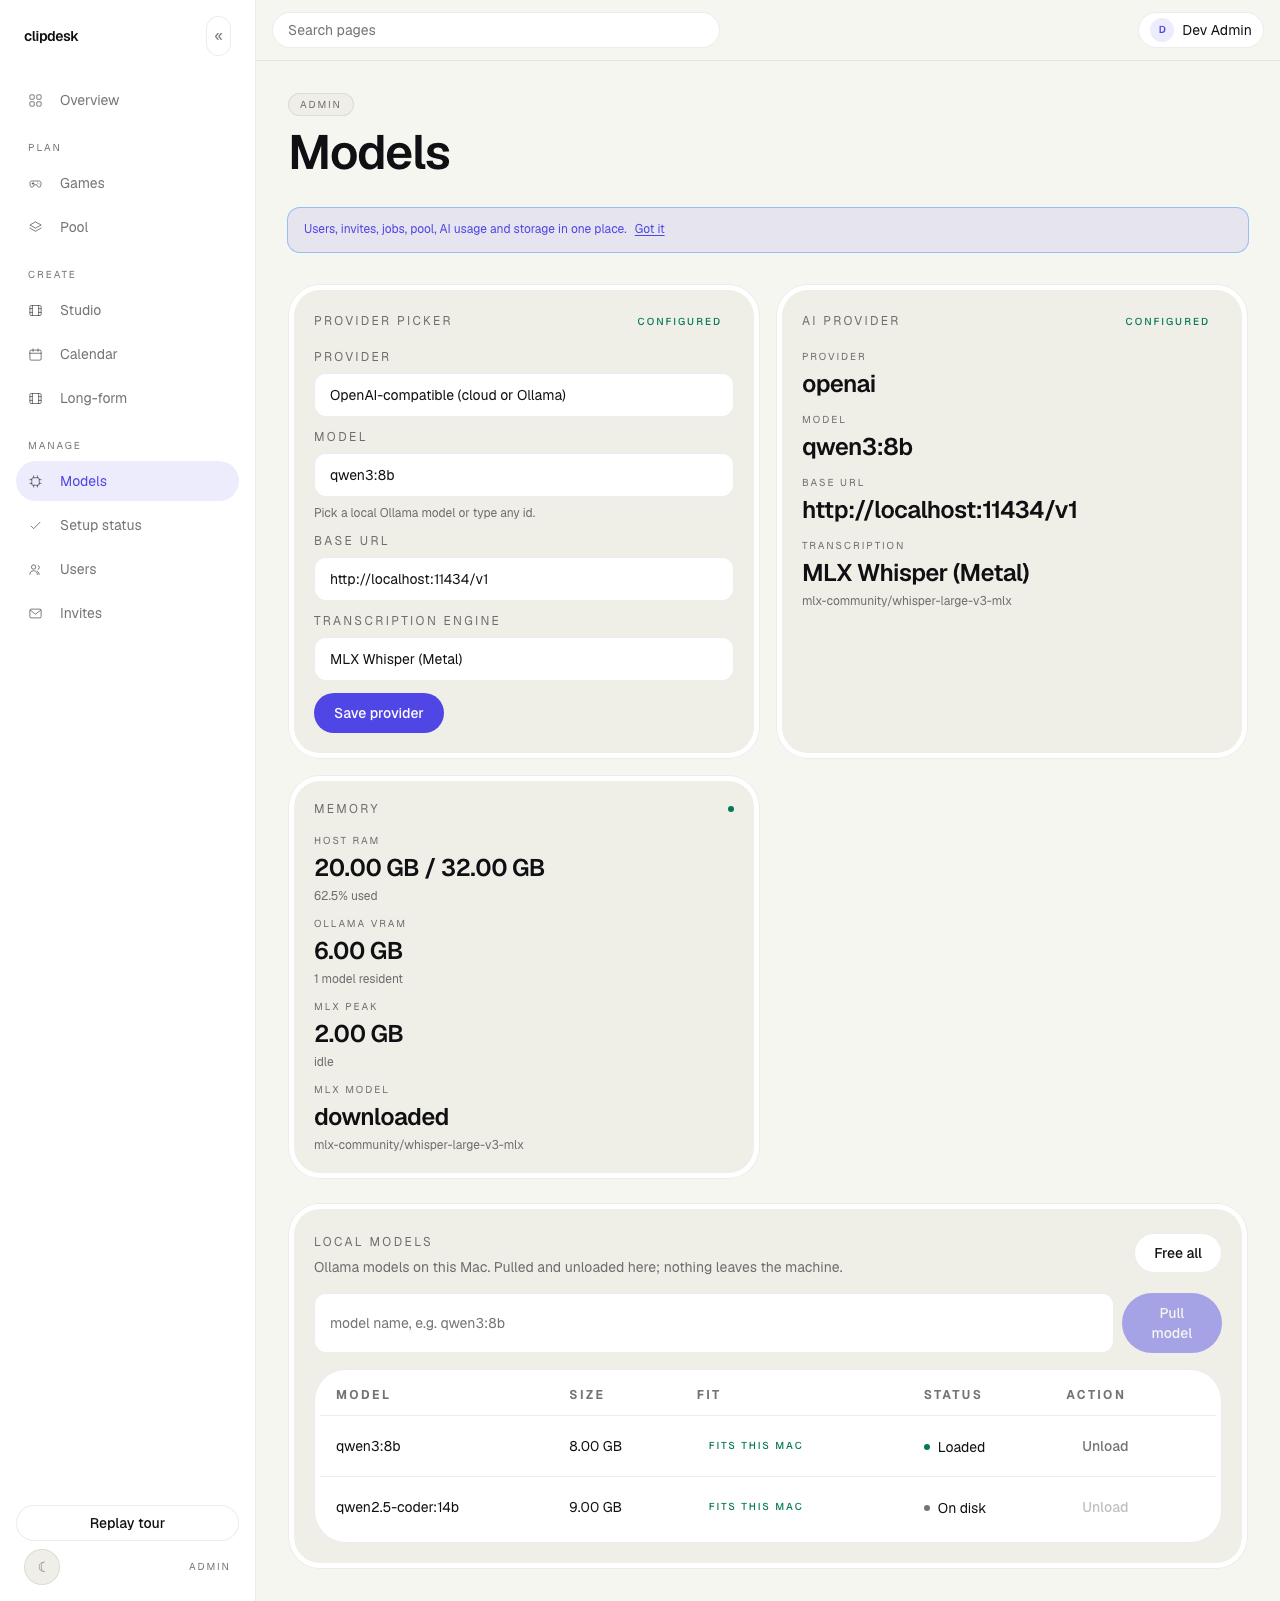 clipdesk
«
Search pages
D
Dev Admin
Overview
PLAN
Games
Pool
CREATE
Studio
Calendar
Long-form
MANAGE
Models
Setup status
Users
Invites
Replay tour
ADMIN
ADMIN
Models
Users, invites, jobs, pool, AI usage and storage in one place. Got it
PROVIDER PICKER
CONFIGURED
PROVIDER
OpenAI-compatible (cloud or Ollama)
MODEL
qwen3:8b
Pick a local Ollama model or type any id.
BASE URL
http://localhost:11434/v1
TRANSCRIPTION ENGINE
MLX Whisper (Metal)
Save provider
AI PROVIDER
CONFIGURED
PROVIDER
openai
MODEL
qwen3:8b
BASE URL
http://localhost:11434/v1
TRANSCRIPTION
MLX Whisper (Metal)
mlx-community/whisper-large-v3-mlx
MEMORY
HOST RAM
20.00 GB / 32.00 GB
62.5% used
OLLAMA VRAM
6.00 GB
1 model resident
MLX PEAK
2.00 GB
idle
MLX MODEL
downloaded
mlx-community/whisper-large-v3-mlx
LOCAL MODELS
Ollama models on this Mac. Pulled and unloaded here; nothing leaves the machine.
Free all
model name, e.g. qwen3:8b
Pull
model
MODEL SIZE FIT STATUS ACTION
qwen3:8b 8.00 GB FITS THIS MAC Loaded Unload
qwen2.5-coder:14b 9.00 GB FITS THIS MAC On disk Unload